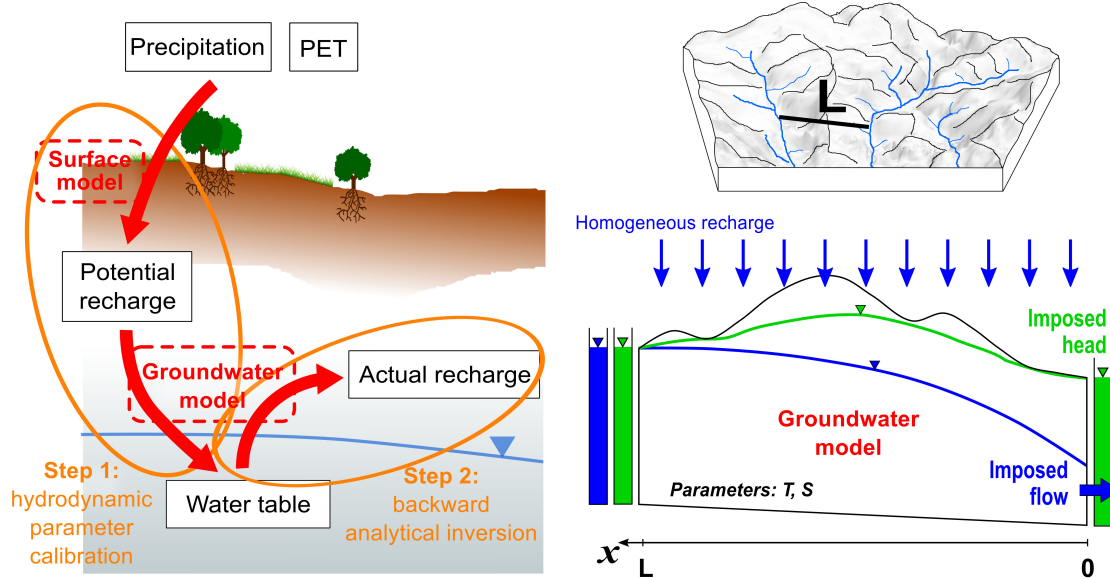 Precipitation
PET
Surface
model
Potential
recharge
Groundwater
model
Actual recharge
Step 1:
hydrodynamic
parameter
calibration
Water table
Step 2:
backward
analytical inversion
L
Homogeneous recharge
Imposed
head
Groundwater
model
Imposed
flow
Parameters: T, S
x
L
0